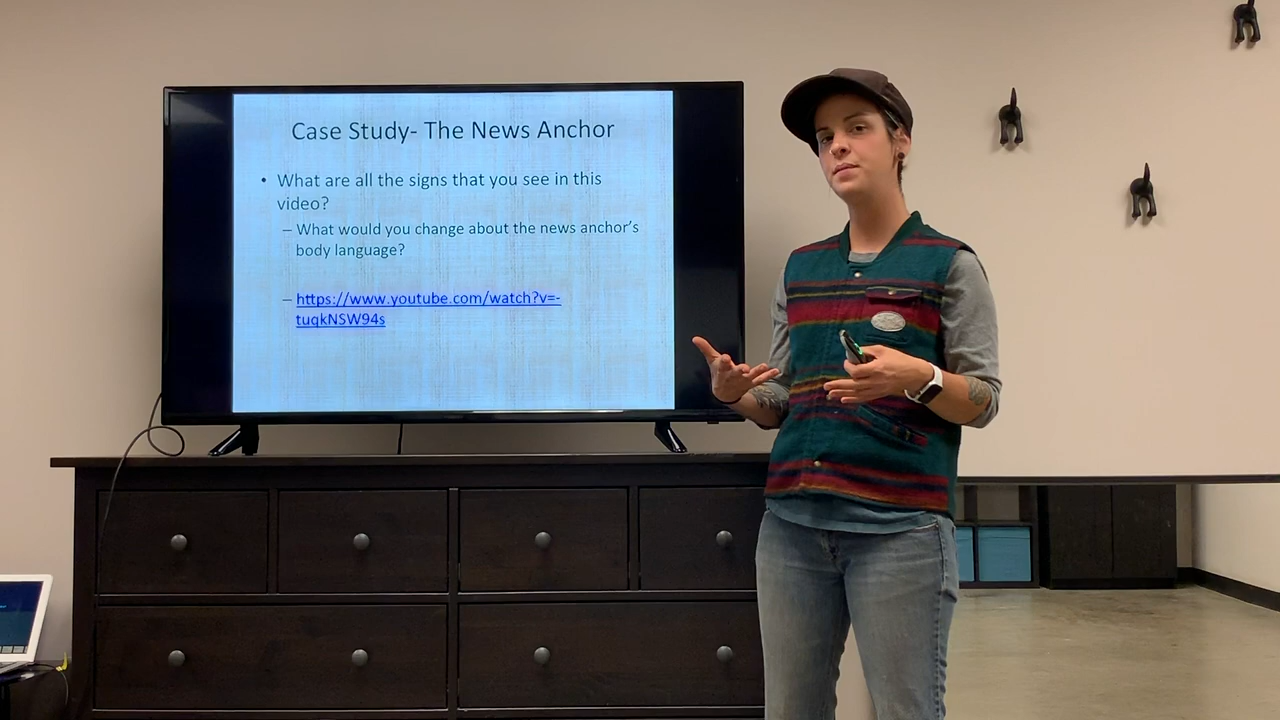 Case Study- The News Anchor
• What are all the signs that you see in this
video?
– What would you change about the news anchor's
body language?
– https://www.youtube.com/watch?v=-
tuqkNSW94s